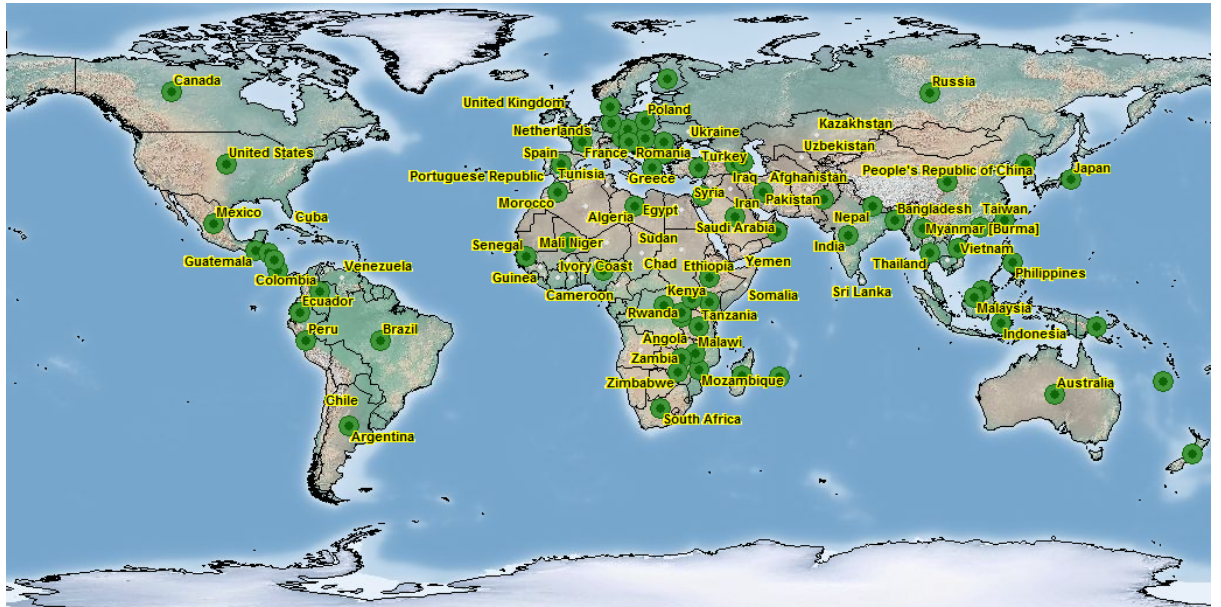 Canada
Russia
United Kingdom
Poland
Kazakhstan
Netherlands
Ukraine
Uzbekistan
United States
Spain
France
Romania
Turkey
People's Republic of China
Japan
Portuguese Republic
Tunisia
Greece
Iraq
Afghanistan
Morocco
Syria
Iran
Pakistan
Mexico
Cuba
Algeria
Egypt
Saudi Arabia
Nepal
Bangladesh
Taiwan
Myanmar [Burma]
Senegal
Mali
Niger
Sudan
India
Vietnam
Guatemala
Venezuela
Guinea
Ivory Coast
Chad
Ethiopia
Yemen
Thailand
Philippines
Colombia
Cameroon
Kenya
Somalia
Sri Lanka
Ecuador
Rwanda
Tanzania
Malaysia
Peru
Brazil
Angola
Malawi
Indonesia
Zambia
Zimbabwe
Mozambique
Australia
Chile
South Africa
Argentina